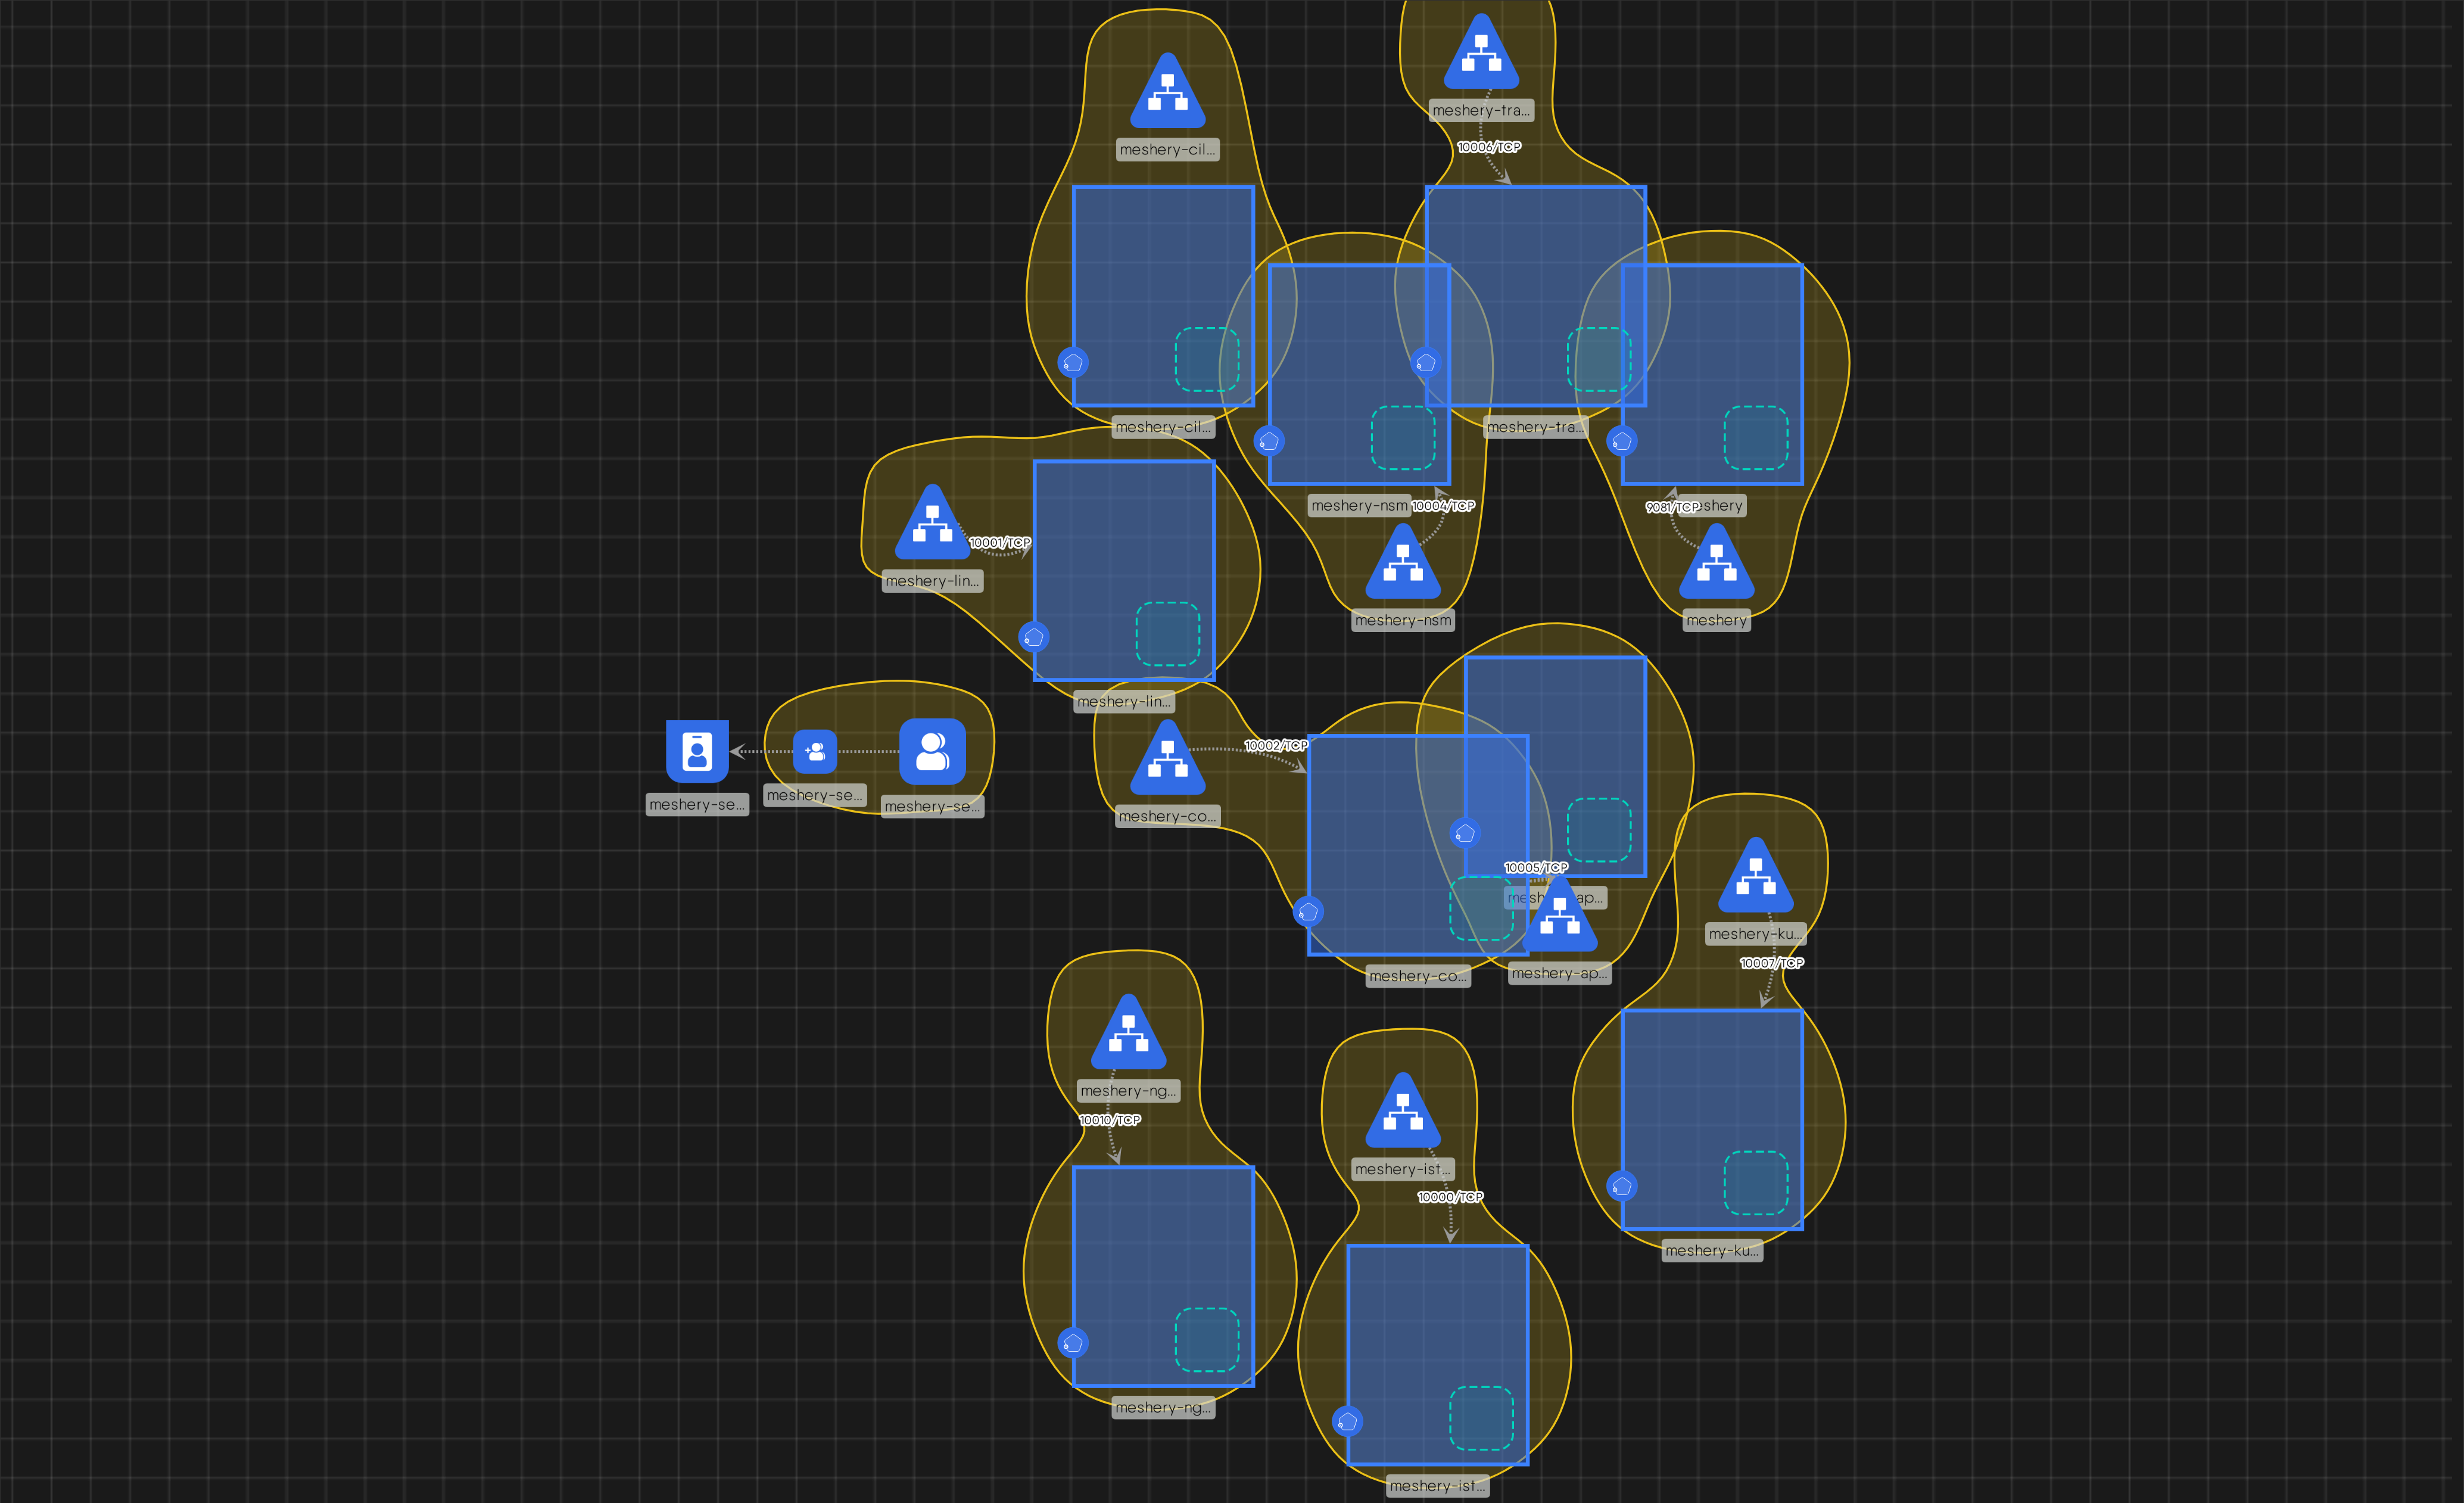 meshery-tra...
meshery-cil...
10006/TCP
meshery-cil...
meshery-tra...
meshery-nsm
10004/TCP
9081/TCP
10001/TCP
meshery-lin...
meshery-nsm
meshery
meshery-lin...
10002/TCP
meshery-se...
meshery-se...
meshery-se...
meshery-co...
10005/TCP
meshery-ku...
10007/TCP
meshery-co...
meshery-ap...
meshery-ng...
10010/TCP
meshery-ist...
10000/TCP
meshery-ku...
meshery-ng...
meshery-ist...